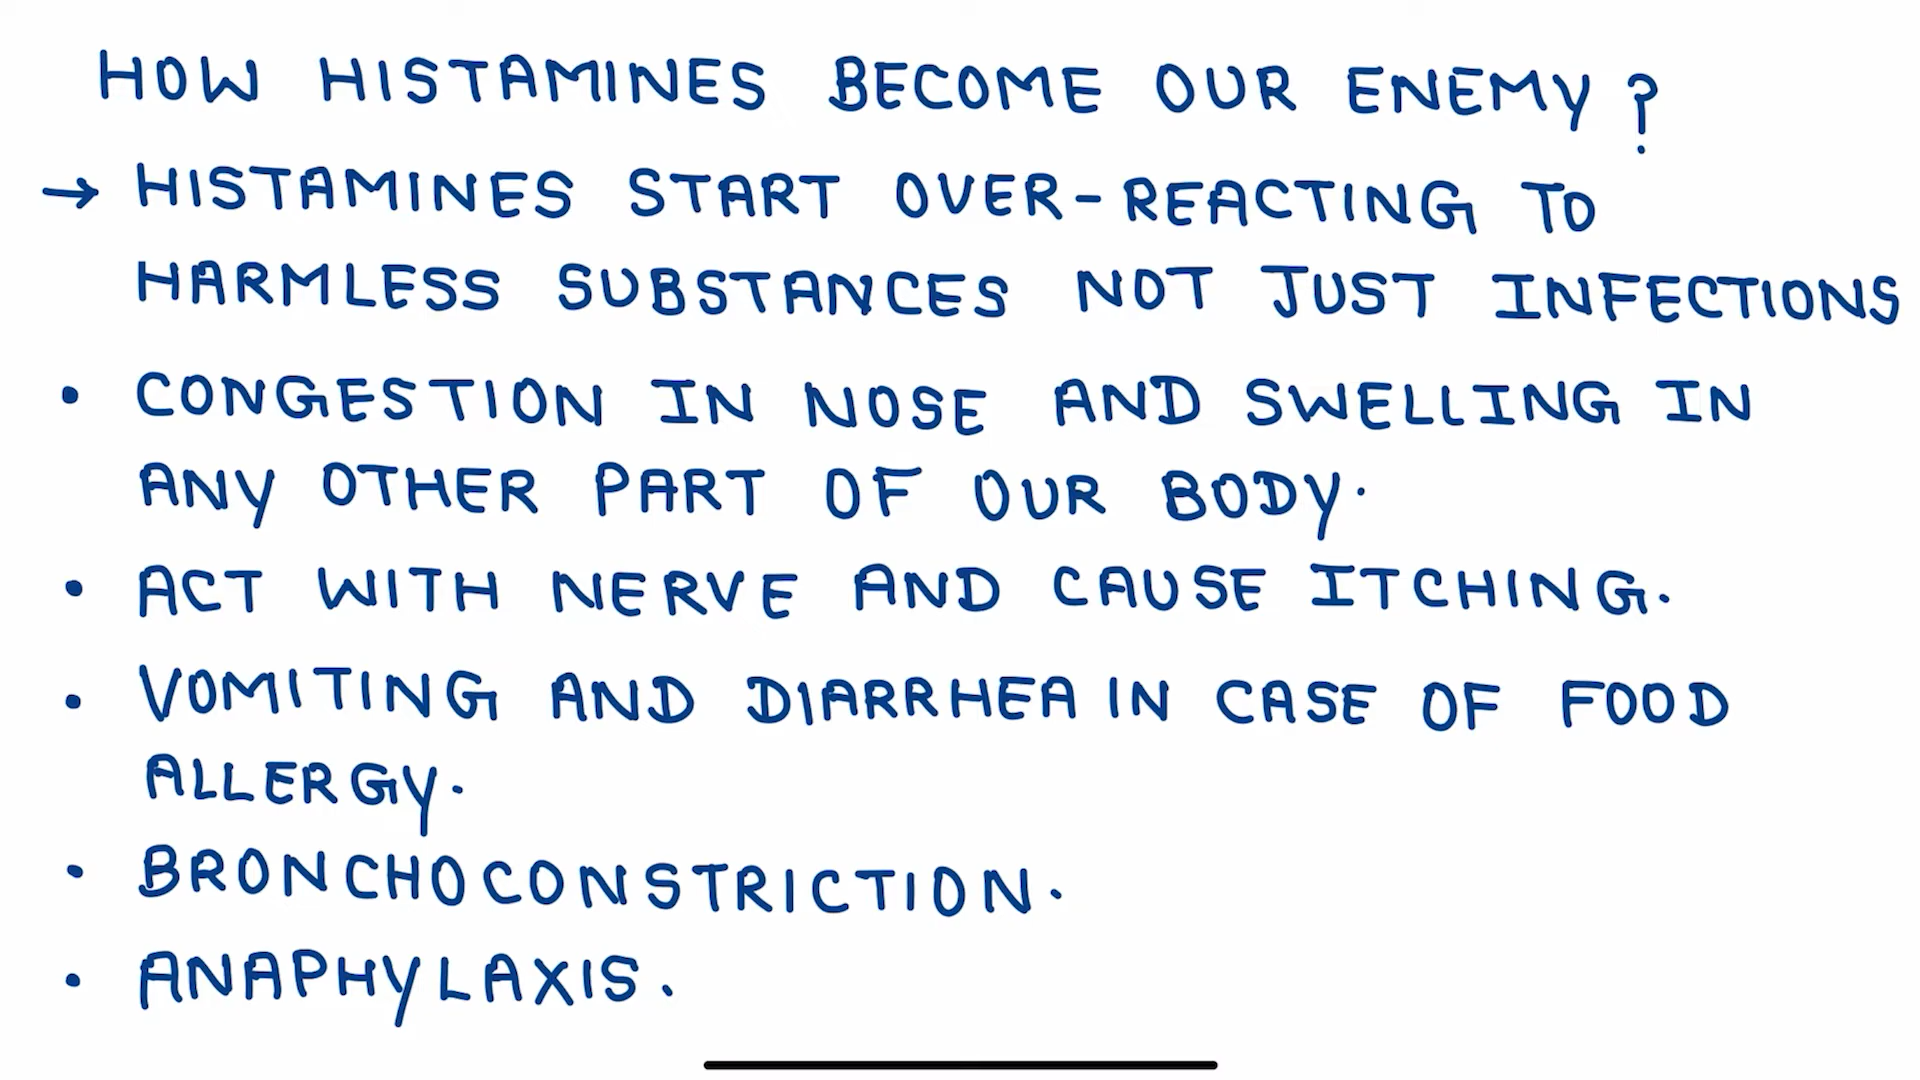 HOW HISTAMINES BECOME OUR ENEMY?
→ HISTAMINES START OVER-REACTING TO
HARMLESS SUBSTANCES NOT JUST INFECTIONS
• CONGESTION IN NOSE AND SWELLING IN
ANY OTHER PART OF OUR BODY.
• ACT WITH NERVE AND CAUSE ITCHING.
• VOMITING AND DIARRHEA IN CASE OF FOOD
ALLERGY.
• BRONCHOCONSTRICTION.
• ANAPHYLAXIS.